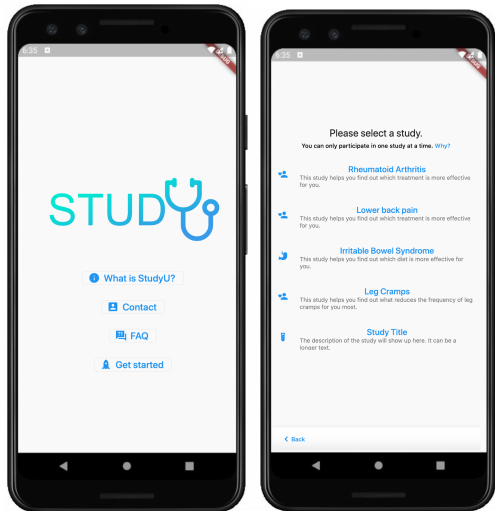 6:35
STUDYU
What is StudyU?
Contact
FAQ
Get started
6:35
Please select a study.
You can only participate in one study at a time. Why?
Rheumatoid Arthritis
This study helps you find out which treatment is more effective
for you.
Lower back pain
This study helps you find out which treatment is more effective
for you.
Irritable Bowel Syndrome
This study helps you find out which diet is more effective for
you.
Leg Cramps
This study helps you find out what reduces the frequency of leg
cramps for you most.
Study Title
The description of the study will show up here. It can be a
longer text.
Back